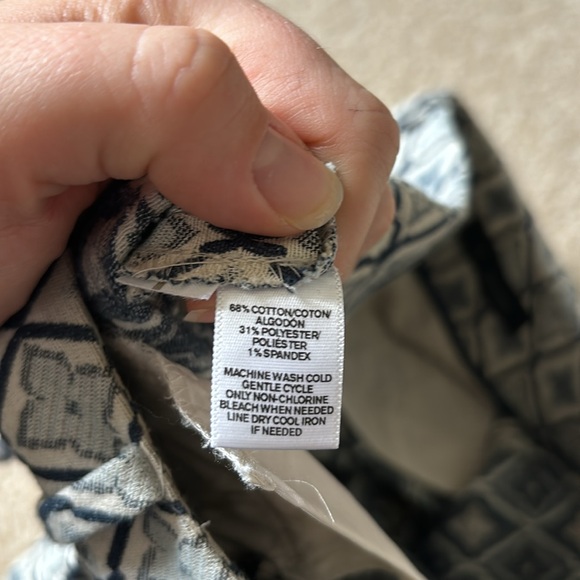 68% COTTON/COTON/
ALGODÓN
31% POLYESTER/
POLIÉSTER
1% SPANDEX
MACHINE WASH COLD
GENTLE CYCLE
ONLY NON-CHLORINE
BLEACH WHEN NEEDED
LINE DRY COOL IRON
IF NEEDED